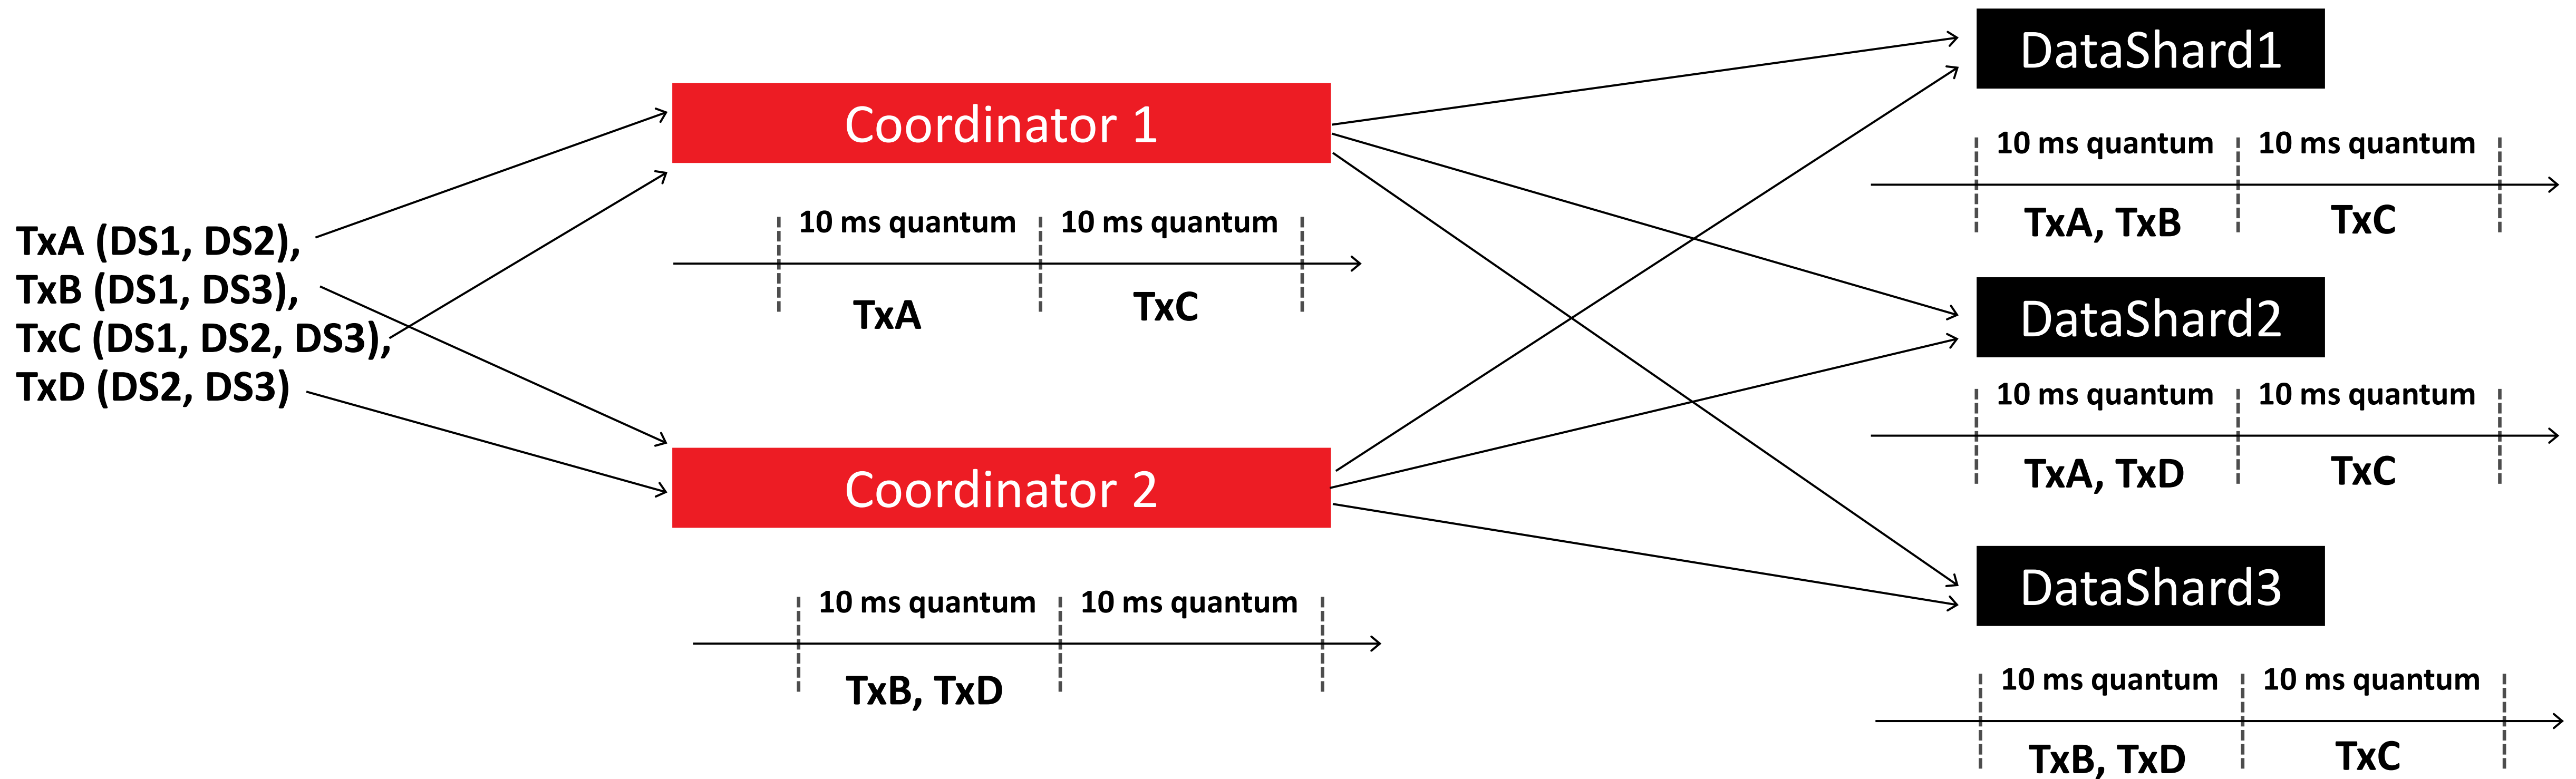 TxA (DS1, DS2),
TxB (DS1, DS3),
TxC (DS1, DS2, DS3),
TxD (DS2, DS3)
Coordinator 1
10 ms quantum 10 ms quantum
TxA TxC
Coordinator 2
10 ms quantum 10 ms quantum
TxB, TxD
DataShard1
10 ms quantum 10 ms quantum
TxA, TxB TxC
DataShard2
10 ms quantum 10 ms quantum
TxA, TxD TxC
DataShard3
10 ms quantum 10 ms quantum
TxB, TxD TxC